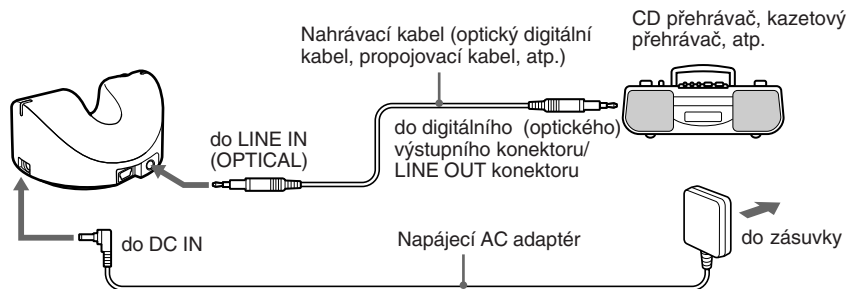 CD přehrávač, kazetový
přehrávač, atp.
Nahrávací kabel (optický digitální
kabel, propojovací kabel, atp.)
do LINE IN
(OPTICAL)
do digitálního (optického)
výstupního konektoru/
LINE OUT konektoru
do DC IN
Napájecí AC adaptér
do zásuvky